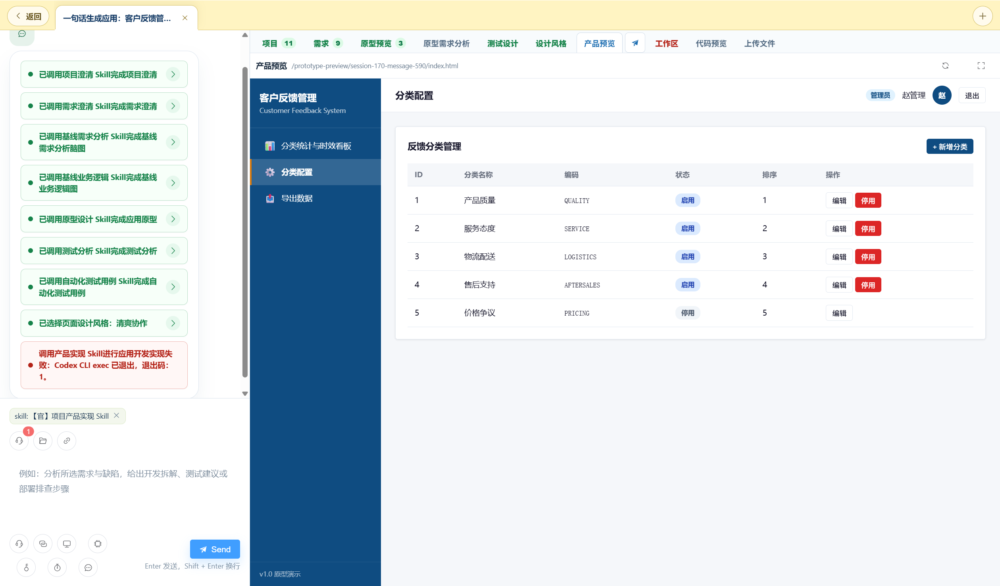 返回
一句话生成应用：客户反馈管...
已调用项目澄清 Skill完成项目澄清
已调用需求澄清 Skill完成需求澄清
已调用基线需求分析 Skill完成基线
需求分析脑图
已调用基线业务逻辑 Skill完成基线
业务逻辑图
已调用原型设计 Skill完成应用原型
已调用测试分析 Skill完成测试分析
已调用自动化测试用例 Skill完成自
动化测试用例
已选择页面设计风格：清爽协作
调用产品实现 Skill进行应用开发实现失
败：Codex CLI exec 已退出，退出码：
1。
skill:【官】项目产品实现 Skill
1
例如：分析所选需求与缺陷，给出开发拆解、测试建议或
部署排查步骤
Send
Enter 发送，Shift + Enter 换行
项目 11 需求 9 原型预览 3 原型需求分析 测试设计 设计风格 产品预览 工作区 代码预览 上传文件
产品预览 /prototype-preview/session-170-message-590/index.html
客户反馈管理
Customer Feedback System
分类统计与时效看板
分类配置
导出数据
v1.0 原型演示
分类配置
管理员 赵管理 赵 退出
反馈分类管理
+ 新增分类
ID 分类名称 编码 状态 排序 操作
1 产品质量 QUALITY 启用 1 编辑 停用
2 服务态度 SERVICE 启用 2 编辑 停用
3 物流配送 LOGISTICS 启用 3 编辑 停用
4 售后支持 AFTERSALES 启用 4 编辑 停用
5 价格争议 PRICING 停用 5 编辑